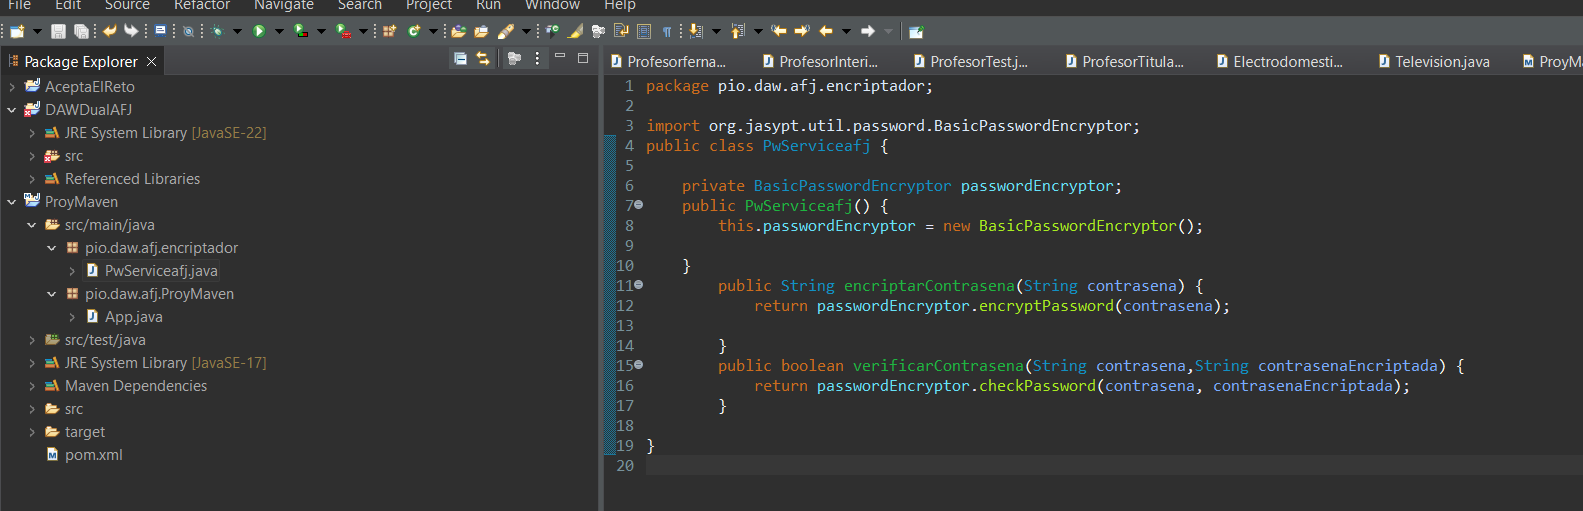 File Edit Source Refactor Navigate Search Project Run Window Help
Package Explorer
AceptaElReto
DAWDualAFJ
JRE System Library [JavaSE-22]
src
Referenced Libraries
ProyMaven
src/main/java
pio.daw.afj.encriptador
PwServiceafj.java
pio.daw.afj.ProyMaven
App.java
src/test/java
JRE System Library [JavaSE-17]
Maven Dependencies
src
target
pom.xml
Profesorferna... ProfesorInteri... ProfesorTest.j... ProfesorTitula... Electrodomesti... Television.java ProyMa
1 package pio.daw.afj.encriptador;
2
3 import org.jasypt.util.password.BasicPasswordEncryptor;
4 public class PwServiceafj {
5
6 private BasicPasswordEncryptor passwordEncryptor;
7 public PwServiceafj() {
8 this.passwordEncryptor = new BasicPasswordEncryptor();
9
10 }
11 public String encriptarContrasena(String contrasena) {
12 return passwordEncryptor.encryptPassword(contrasena);
13
14 }
15 public boolean verificarContrasena(String contrasena,String contrasenaEncriptada) {
16 return passwordEncryptor.checkPassword(contrasena, contrasenaEncriptada);
17 }
18
19 }
20